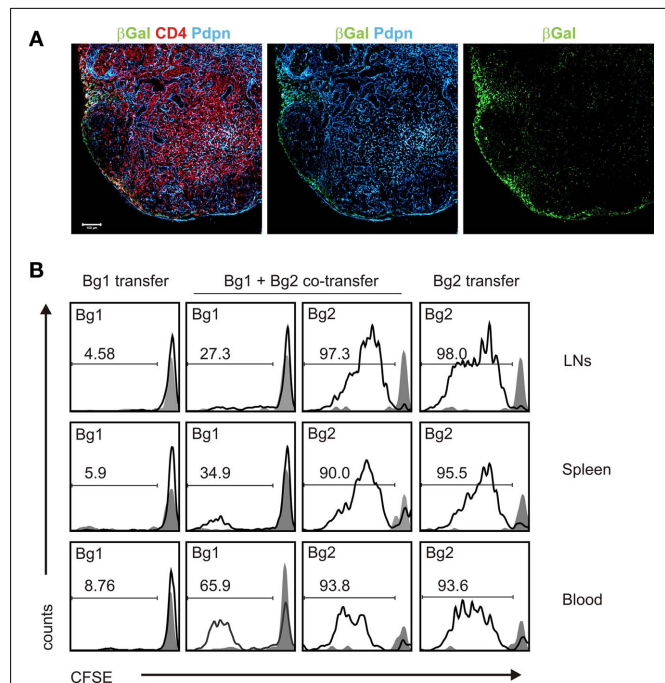 A
βGal CD4 Pdpn βGal Pdpn βGal
B
Bg1 transfer Bg1 + Bg2 co-transfer Bg2 transfer
Bg1 Bg1 Bg2 Bg2
4.58 27.3 97.3 98.0 LNs
Bg1 Bg1 Bg2 Bg2
5.9 34.9 90.0 95.5 Spleen
Bg1 Bg1 Bg2 Bg2
8.76 65.9 93.8 93.6 Blood
counts
CFSE